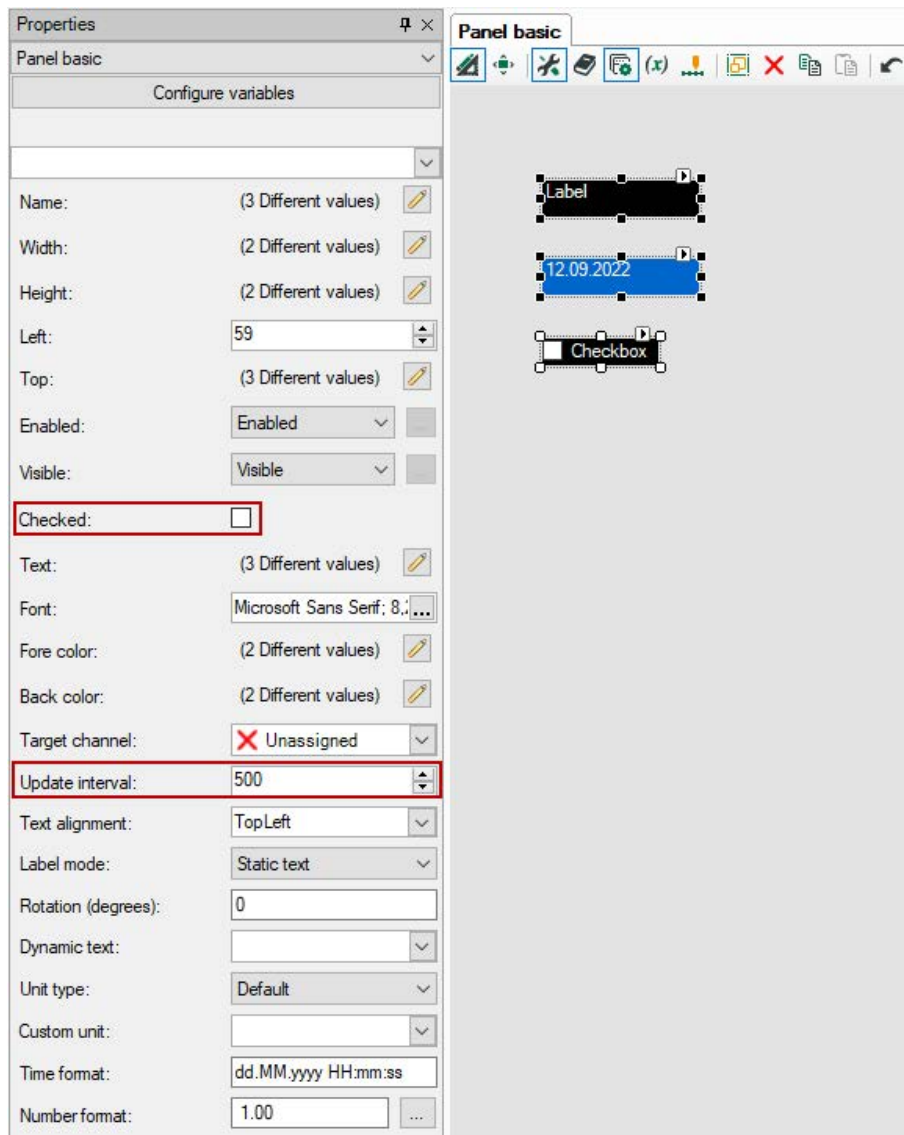 Properties
Panel basic
Configure variables
Name: (3 Different values)
Width: (2 Different values)
Height: (2 Different values)
Left: 59
Top: (3 Different values)
Enabled: Enabled
Visible: Visible
Checked:
Text: (3 Different values)
Font: Microsoft Sans Serif; 8,2 ...
Fore color: (2 Different values)
Back color: (2 Different values)
Target channel: Unassigned
Update interval: 500
Text alignment: TopLeft
Label mode: Static text
Rotation (degrees): 0
Dynamic text:
Unit type: Default
Custom unit:
Time format: dd.MM.yyyy HH:mm:ss
Number format: 1.00 ...
Panel basic
(x)
Label
12.09.2022
Checkbox